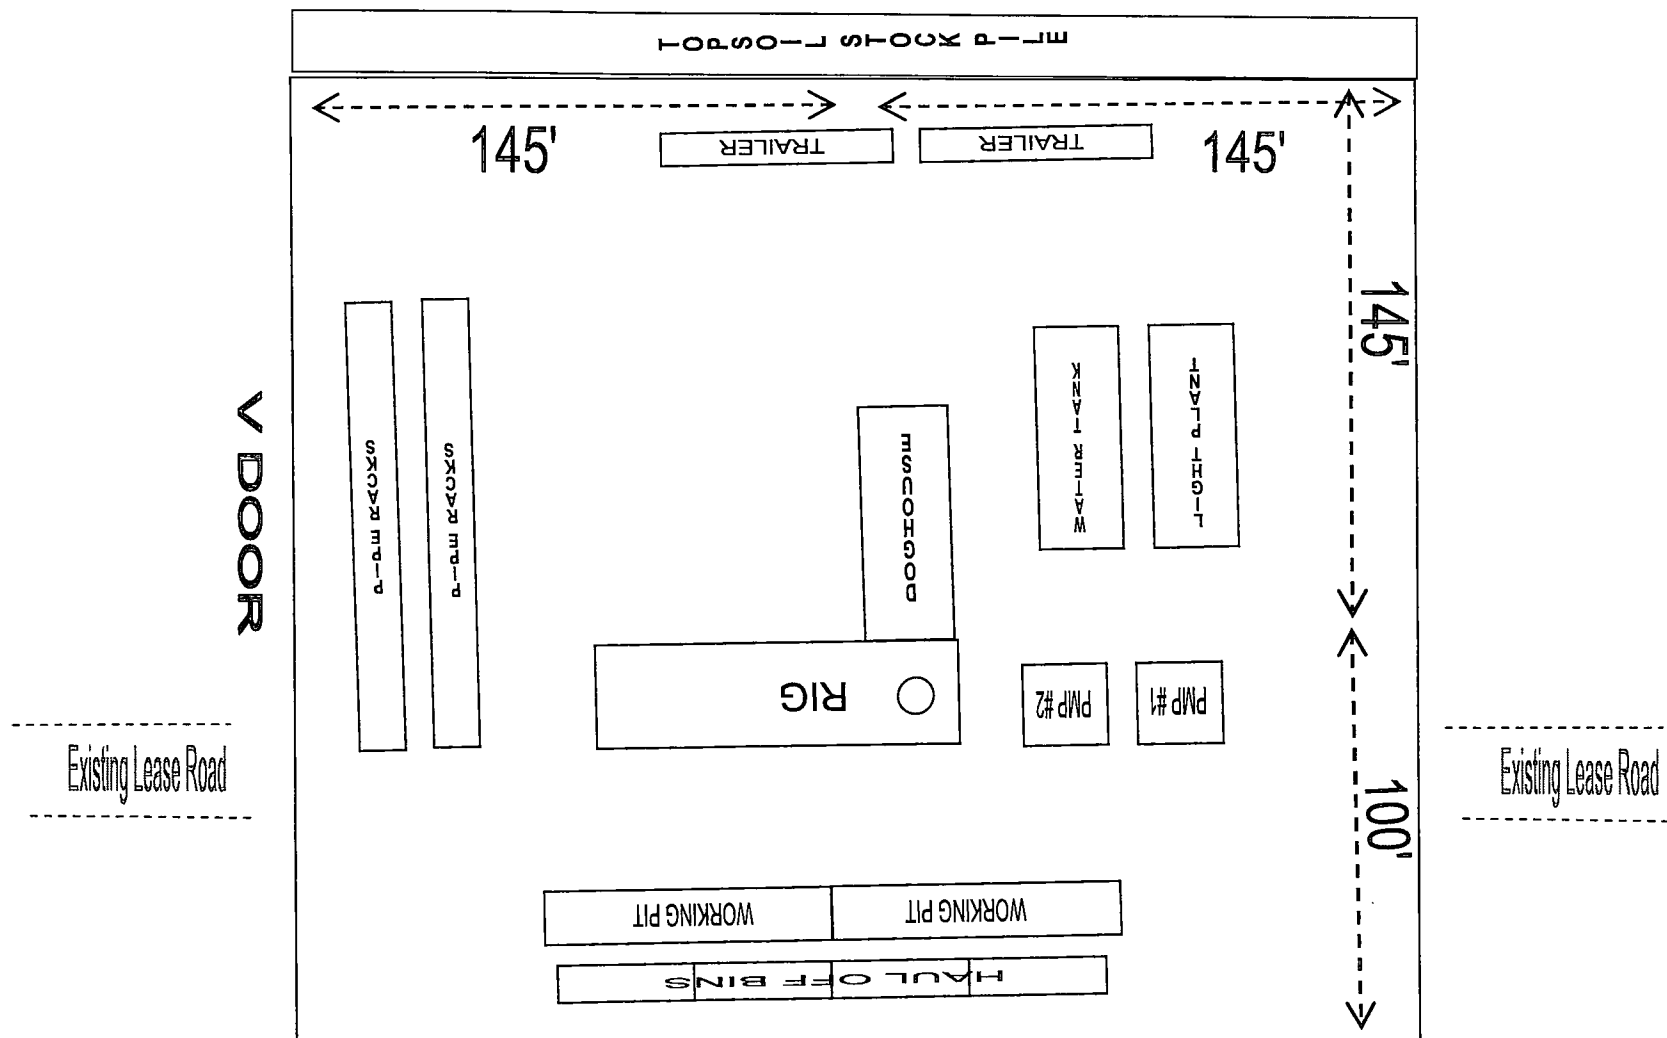 TOPSOIL STOCK PILE
145'
145'
TRAILER
TRAILER
145'
V DOOR
PIPE RACKS
PIPE RACKS
DOGHOUSE
WATER TANK
LIGHT PLANT
RIG
PMP #2
PMP #1
Existing Lease Road
Existing Lease Road
100'
WORKING PIT
WORKING PIT
HAUL OFF BINS